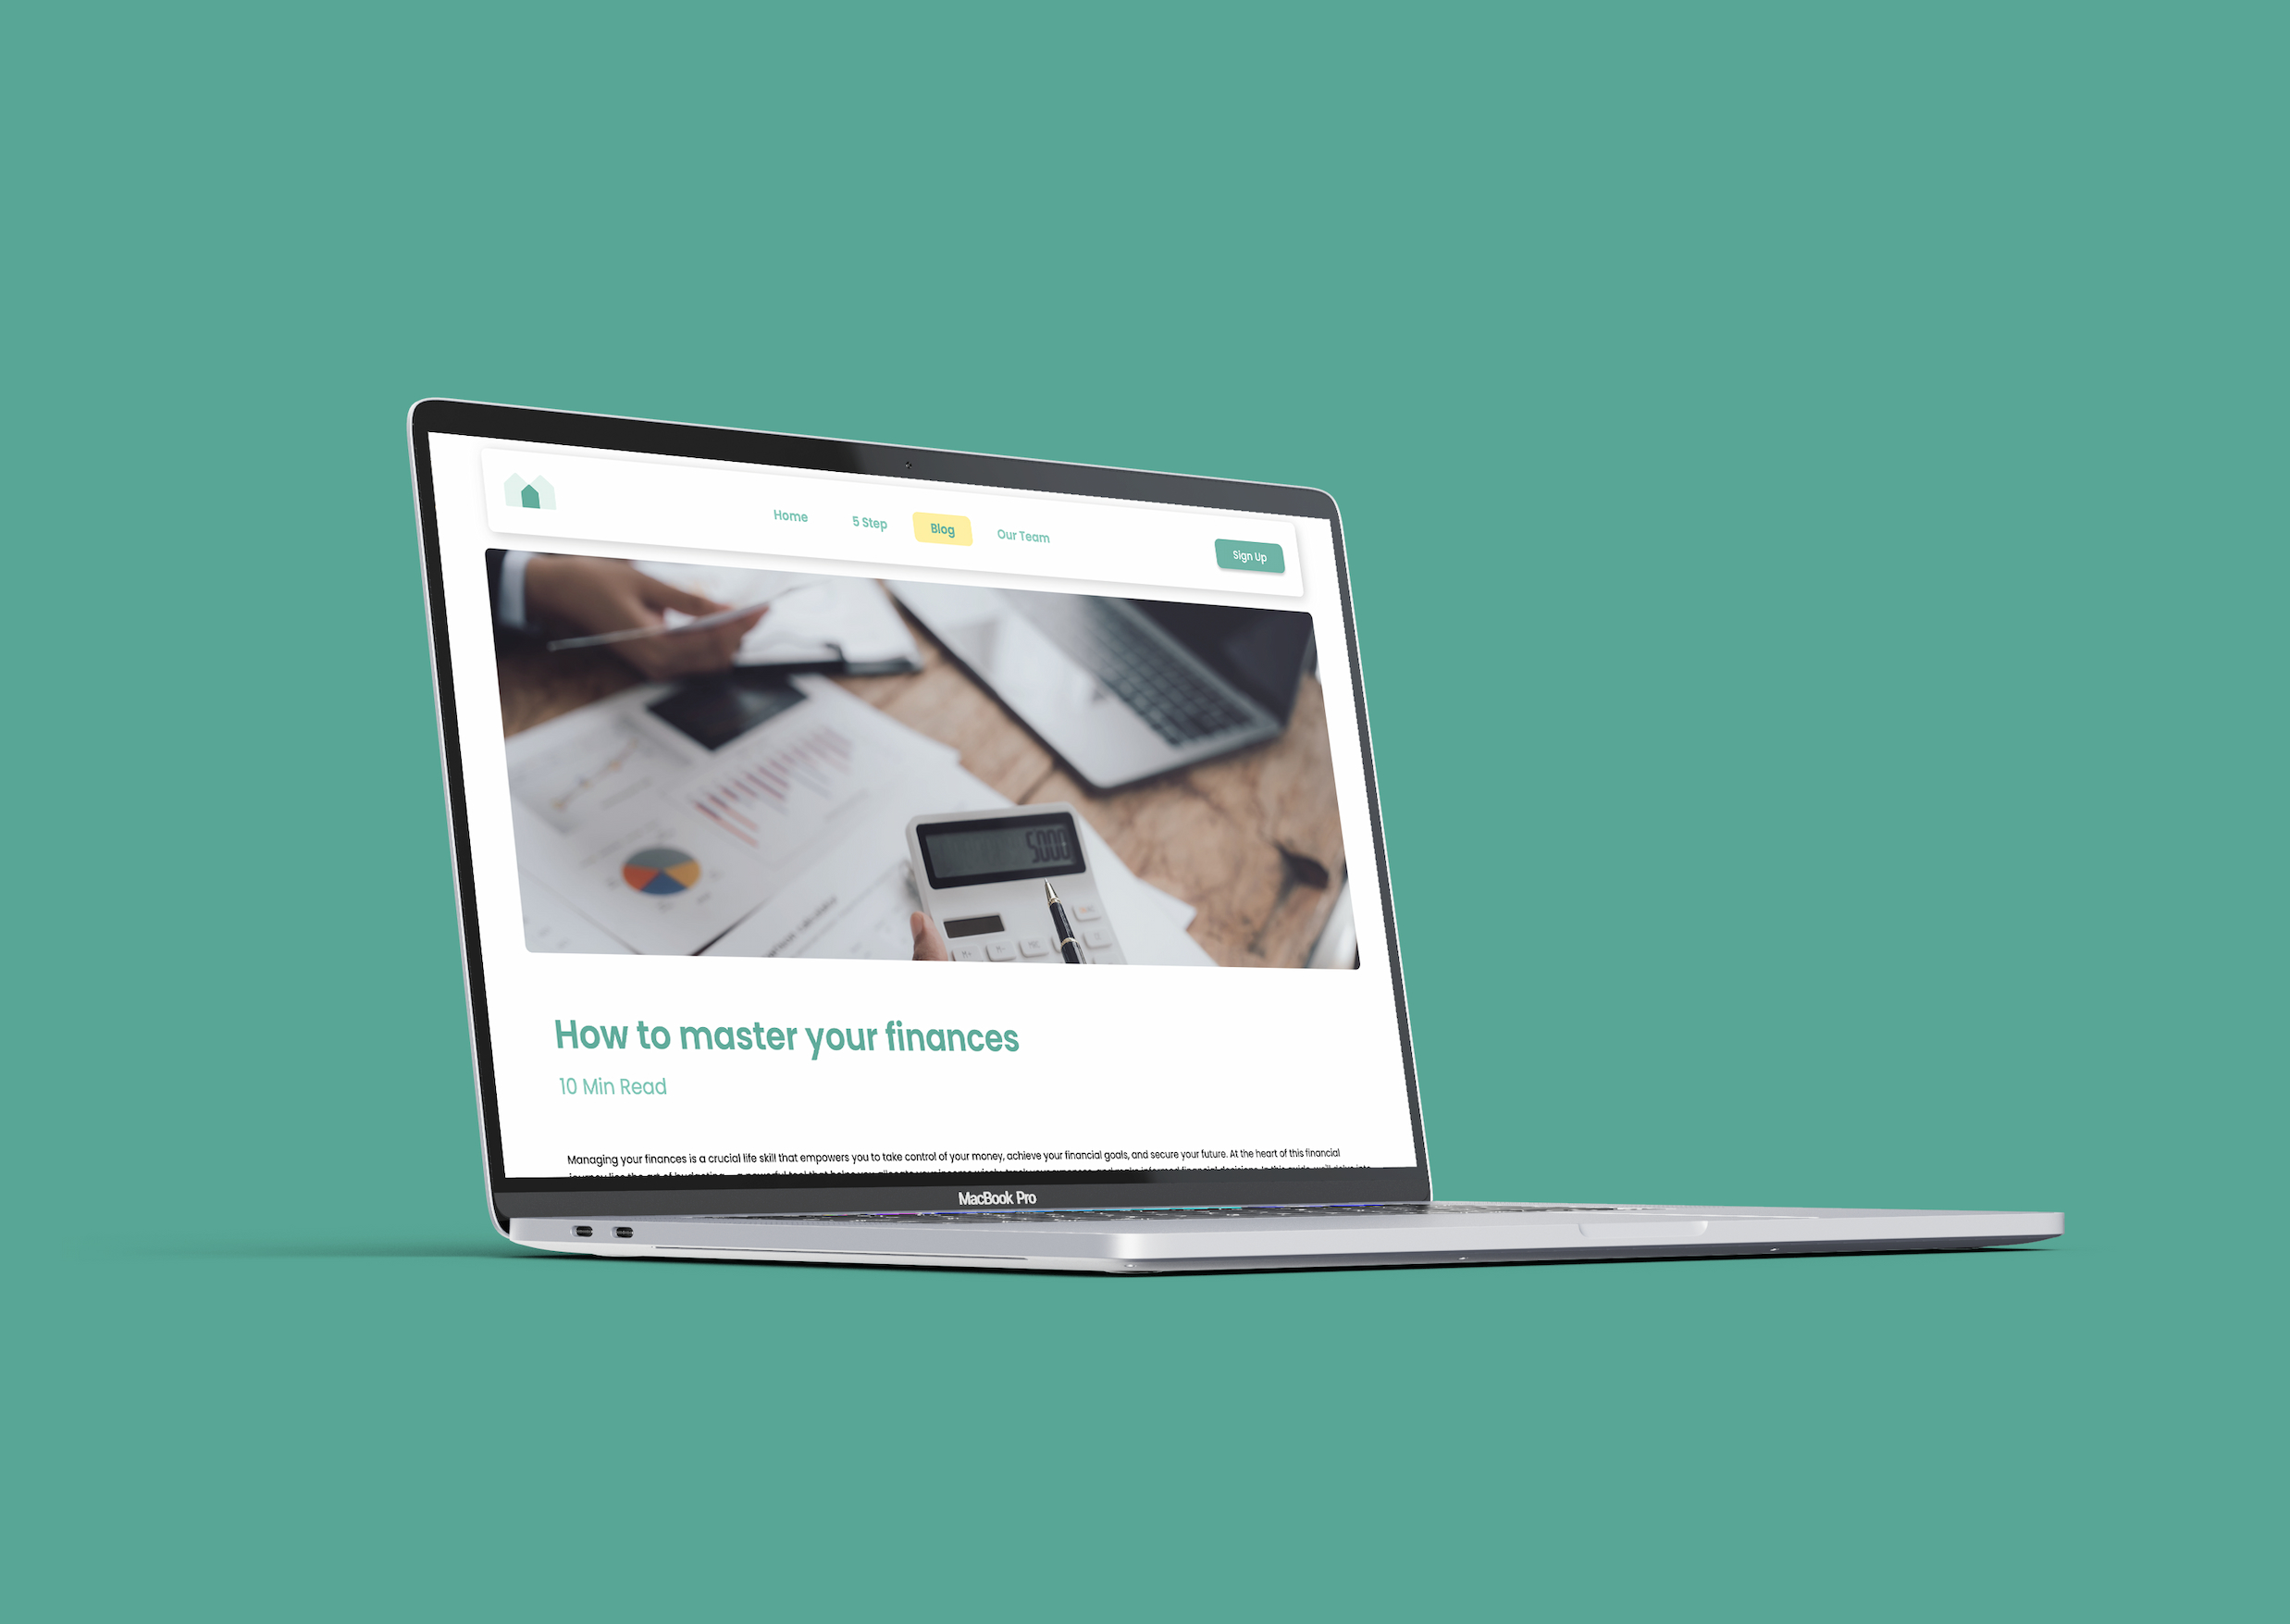 Home
5 Step
Blog
Our Team
Sign Up
5000
How to master your finances
10 Min Read
Managing your finances is a crucial life skill that empowers you to take control of your money, achieve your financial goals, and secure your future. At the heart of this financial
MacBook Pro